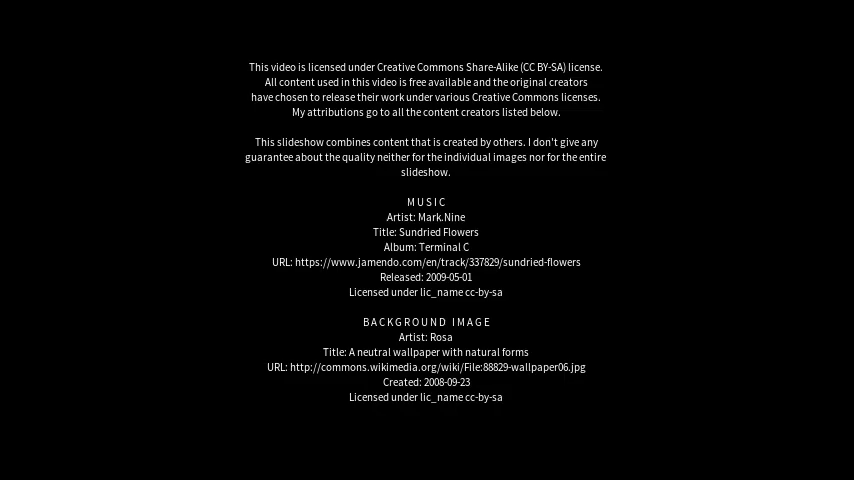 This video is licensed under Creative Commons Share-Alike (CC BY-SA) license.
All content used in this video is free available and the original creators
have chosen to release their work under various Creative Commons licenses.
My attributions go to all the content creators listed below.
This slideshow combines content that is created by others. I don't give any
guarantee about the quality neither for the individual images nor for the entire
slideshow.
MUSIC
Artist: Mark.Nine
Title: Sundried Flowers
Album: Terminal C
URL: https://www.jamendo.com/en/track/337829/sundried-flowers
Released: 2009-05-01
Licensed under lic_name cc-by-sa
BACKGROUND IMAGE
Artist: Rosa
Title: A neutral wallpaper with natural forms
URL: http://commons.wikimedia.org/wiki/File:88829-wallpaper06.jpg
Created: 2008-09-23
Licensed under lic_name cc-by-sa